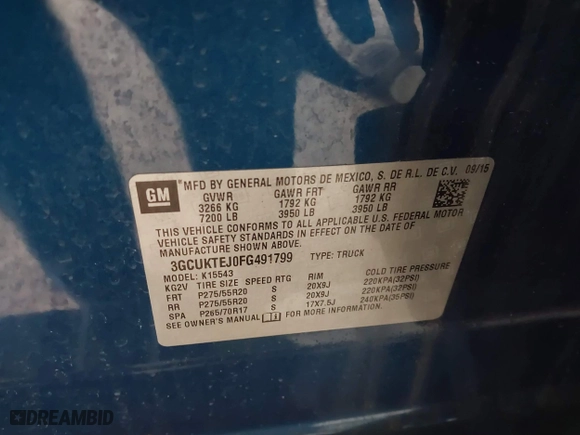 GM
MFD BY GENERAL MOTORS DE MEXICO, S. DE R.L. DE C.V. 09/15
GVWR GAWR FRT GAWR RR
3266 KG 1792 KG 1792 KG
7200 LB 3950 LB 3950 LB
THIS VEHICLE CONFORMS TO ALL APPLICABLE U.S. FEDERAL MOTOR
VEHICLE SAFETY STANDARDS IN EFFECT ON THE DATE OF
MANUFACTURE SHOWN ABOVE.
3GCUKTEJ0FG491799 TYPE: TRUCK
MODEL: K15543
KG2V TIRE SIZE SPEED RTG RIM COLD TIRE PRESSURE
FRT P275/55R20 S 20X9J 220KPA(32PSI)
RR P275/55R20 S 20X9J 220KPA(32PSI)
SPA P265/70R17 S 17X7.5J 240KPA(35PSI)
SEE OWNER'S MANUAL FOR MORE INFORMATION.
DREAMBID